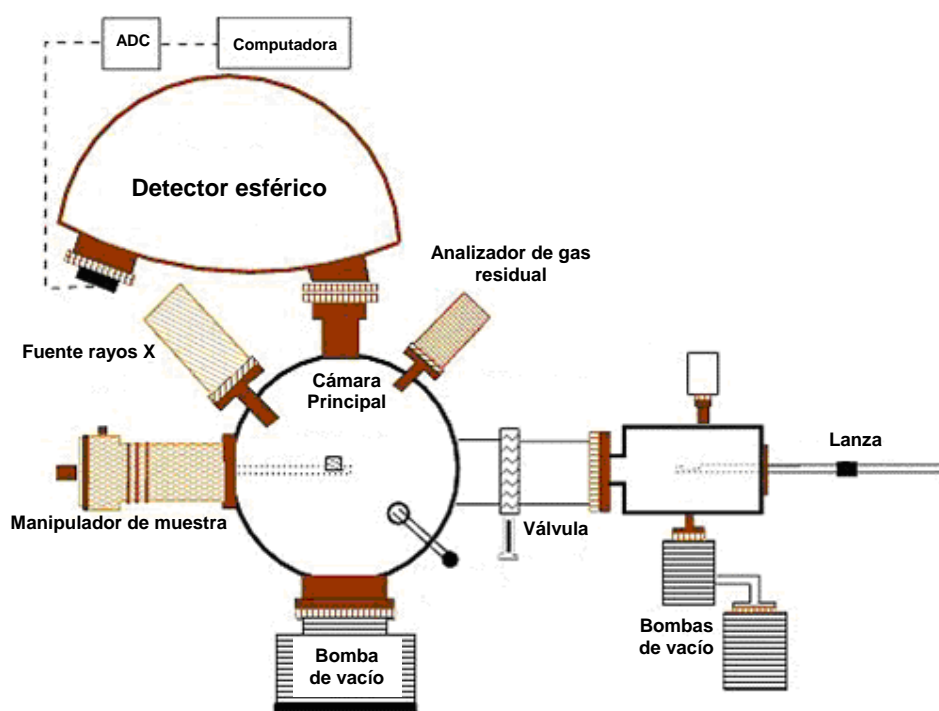 ADC
Computadora
Detector esférico
Analizador de gas
residual
Fuente rayos X
Cámara
Principal
Lanza
Manipulador de muestra
Válvula
Bombas
de vacío
Bomba
de vacío